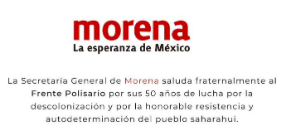 morena
La esperanza de México
La Secretaría General de Morena saluda fraternalmente al
Frente Polisario por sus 50 años de lucha por la
descolonización y por la honorable resistencia y
autodeterminación del pueblo saharahui.